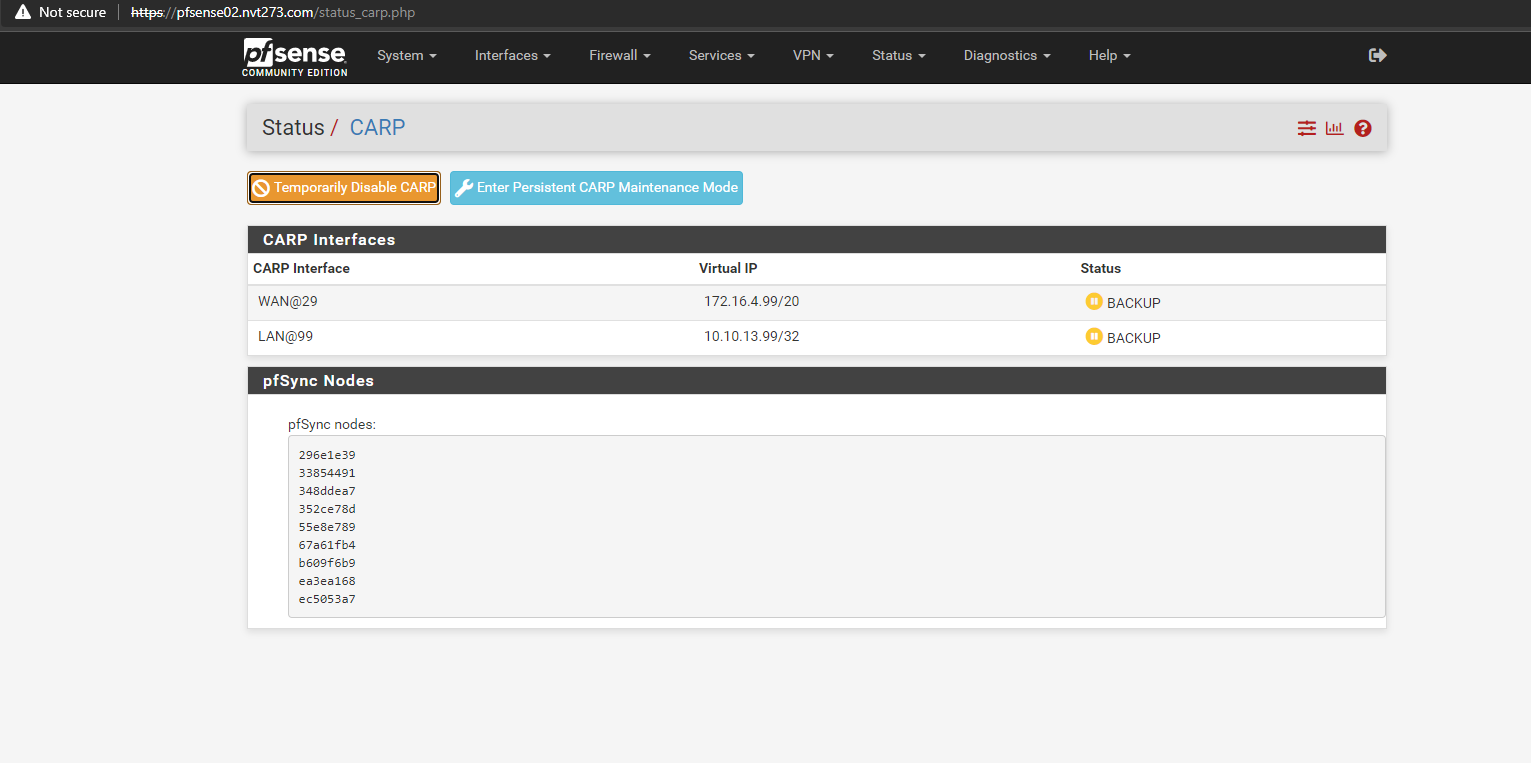 Not secure https://pfsense02.nvt273.com/status_carp.php
pfsense
COMMUNITY EDITION
System Interfaces Firewall Services VPN Status Diagnostics Help
Status / CARP
Temporarily Disable CARP Enter Persistent CARP Maintenance Mode
CARP Interfaces
CARP Interface Virtual IP Status
WAN@29 172.16.4.99/20 BACKUP
LAN@99 10.10.13.99/32 BACKUP
pfSync Nodes
pfSync nodes:
296e1e39
33854491
348ddea7
352ce78d
55e8e789
67a61fb4
b609f6b9
ea3ea168
ec5053a7